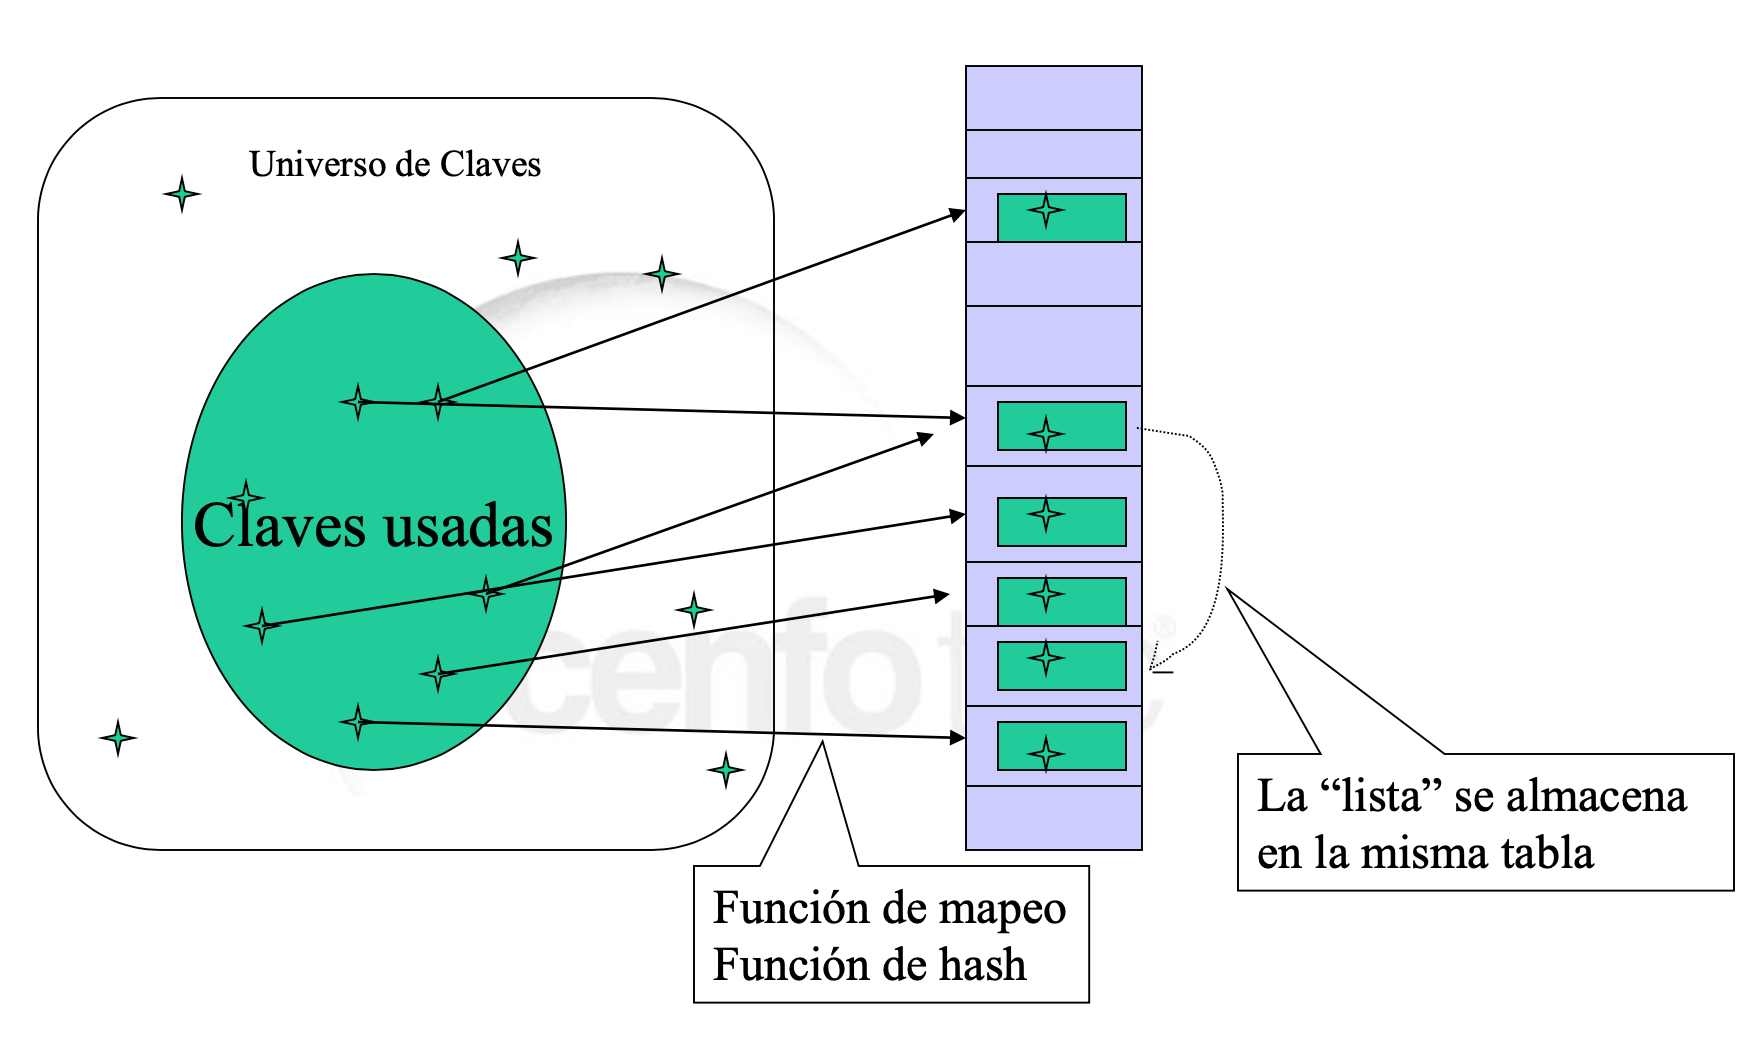 Universo de Claves
Claves usadas
cenfotec®
La “lista” se almacena
en la misma tabla
Función de mapeo
Función de hash